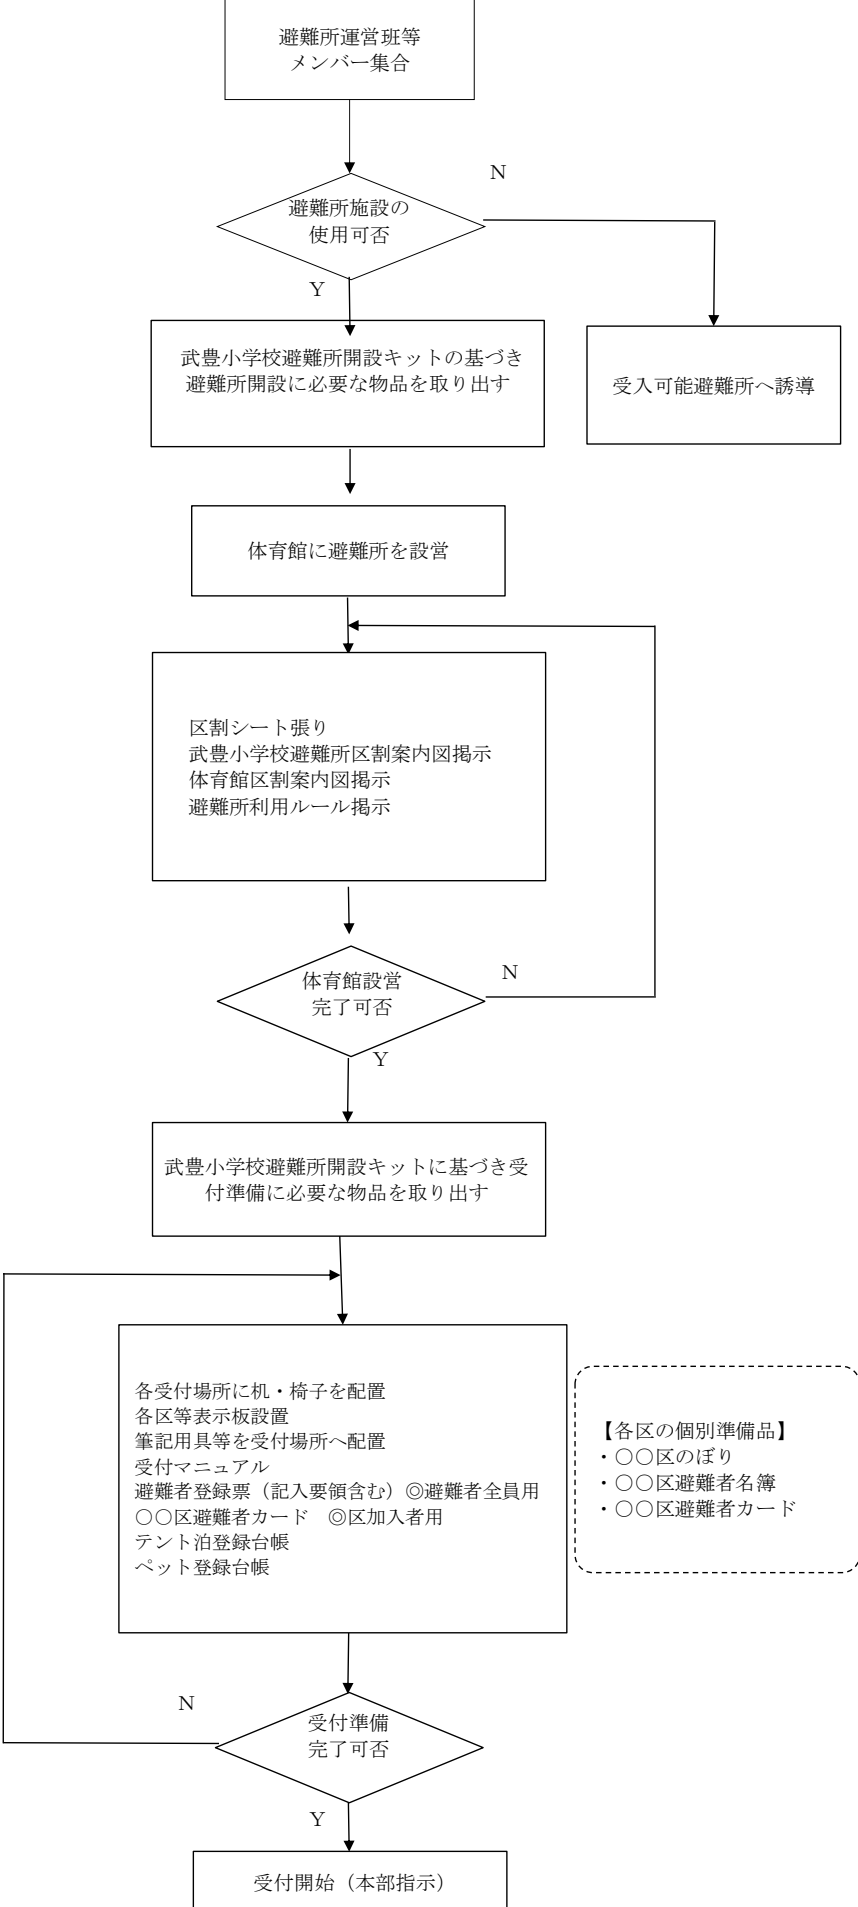 避難所運営班等
メンバー集合
N
避難所施設の
使用可否
Y
武豊小学校避難所開設キットの基づき
避難所開設に必要な物品を取り出す
受入可能避難所へ誘導
体育館に避難所を設営
区割シート張り
武豊小学校避難所区割案内図掲示
体育館区割案内図掲示
避難所利用ルール掲示
体育館設営
完了可否
N
Y
武豊小学校避難所開設キットに基づき受
付準備に必要な物品を取り出す
各受付場所に机・椅子を配置
各区等表示板設置
筆記用具等を受付場所へ配置
受付マニュアル
避難者登録票（記入要領含む）◎避難者全員用
〇〇区避難者カード　◎区加入者用
テント泊登録台帳
ペット登録台帳
【各区の個別準備品】
・〇〇区のぼり
・〇〇区避難者名簿
・〇〇区避難者カード
N
受付準備
完了可否
Y
受付開始（本部指示）